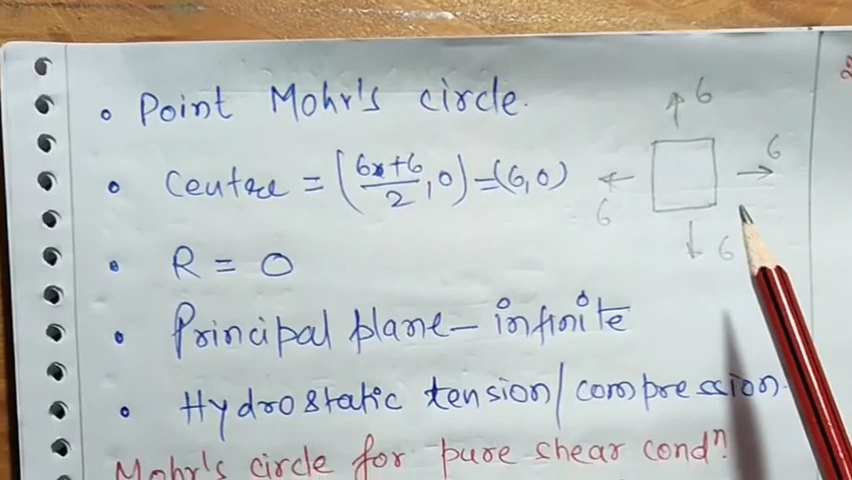 • Point Mohr's circle.
• Centre = (6x+6/2, 0) = (6, 0)
• R = 0
• Principal plane – infinite
• Hydrostatic tension/compression.
Mohr's circle for pure shear condⁿ
6
6
6
6